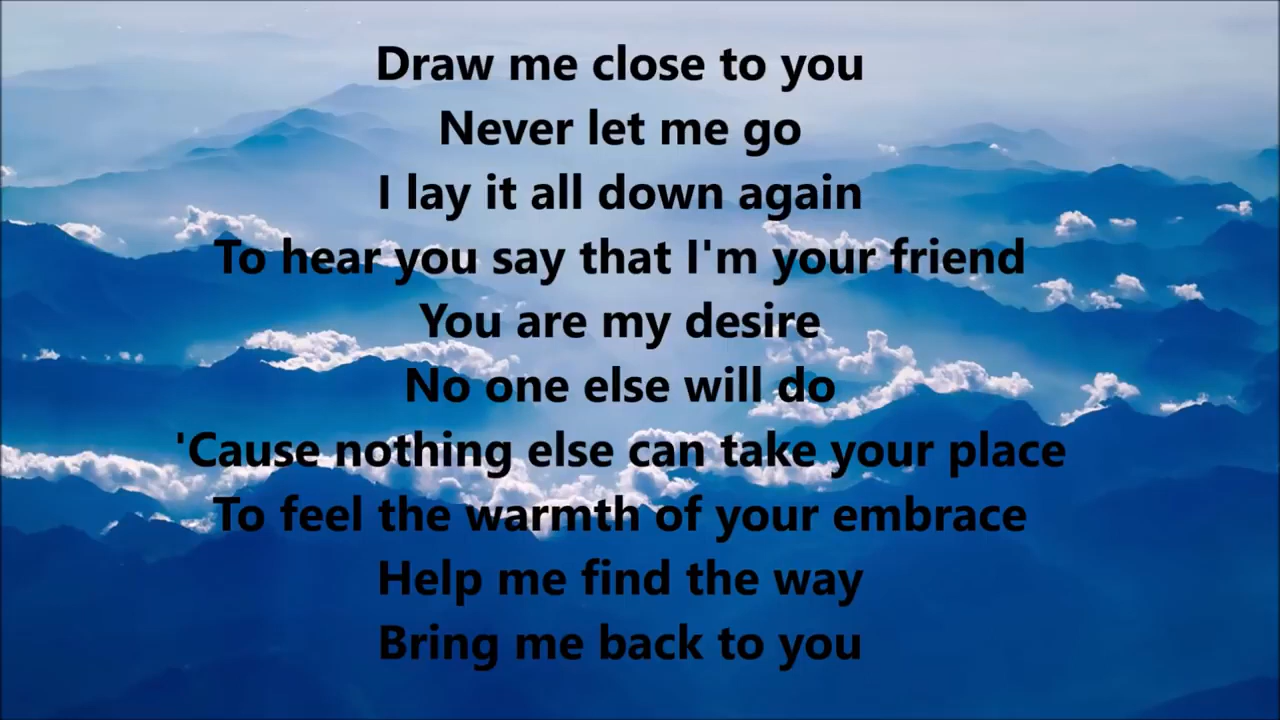 Draw me close to you
Never let me go
I lay it all down again
To hear you say that I'm your friend
You are my desire
No one else will do
'Cause nothing else can take your place
To feel the warmth of your embrace
Help me find the way
Bring me back to you